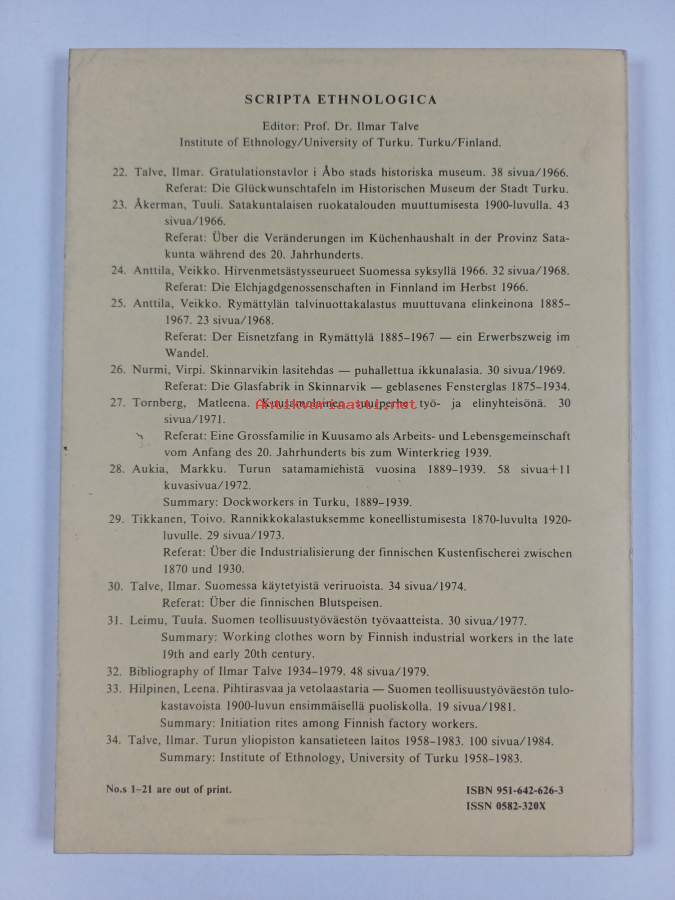 SCRIPTA ETHNOLOGICA
Editor: Prof. Dr. Ilmar Talve
Institute of Ethnology/University of Turku. Turku/Finland.
22. Talve, Ilmar. Gratulationstavlor i Åbo stads historiska museum. 38 sivua/1966.
Referat: Die Glückwunschtafeln im Historischen Museum der Stadt Turku.
23. Åkerman, Tuuli. Satakuntalaisen ruokatalouden muuttumisesta 1900-luvulla. 43
sivua/1966.
Referat: Über die Veränderungen im Küchenhaushalt in der Provinz Sata-
kunta während des 20. Jahrhunderts.
24. Anttila, Veikko. Hirvenmetsästysseurueet Suomessa syksyllä 1966. 32 sivua/1968.
Referat: Die Elchjagdgenossenschaften in Finnland im Herbst 1966.
25. Anttila, Veikko. Rymättylän talvinuottakalastus muuttuvana elinkeinona 1885–
1967. 23 sivua/1968.
Referat: Der Eisnetzfang in Rymättylä 1885–1967 — ein Erwerbszweig im
Wandel.
26. Nurmi, Virpi. Skinnarvikin lasitehdas — puhallettua ikkunalasia. 30 sivua/1969.
Referat: Die Glasfabrik in Skinnarvik — geblasenes Fensterglas 1875–1934.
27. Tornberg, Matleena. Kuusamolainen suurperhe työ- ja elinyhteisönä. 30
Antikvariaatti.net
sivua/1971.
Referat: Eine Grossfamilie in Kuusamo als Arbeits- und Lebensgemeinschaft
vom Anfang des 20. Jahrhunderts bis zum Winterkrieg 1939.
28. Aukia, Markku. Turun satamamiehistä vuosina 1889–1939. 58 sivua+11
kuvasivua/1972.
Summary: Dockworkers in Turku, 1889–1939.
29. Tikkanen, Toivo. Rannikkokalastuksemme koneellistumisesta 1870-luvulta 1920-
luvulle. 29 sivua/1973.
Referat: Über die Industrialisierung der finnischen Kustenfischerei zwischen
1870 und 1930.
30. Talve, Ilmar. Suomessa käytetyistä veriruoista. 34 sivua/1974.
Referat: Über die finnischen Blutspeisen.
31. Leimu, Tuula. Suomen teollisuustyöväestön työvaatteista. 30 sivua/1977.
Summary: Working clothes worn by Finnish industrial workers in the late
19th and early 20th century.
32. Bibliography of Ilmar Talve 1934–1979. 48 sivua/1979.
33. Hilpinen, Leena. Pihtirasvaa ja vetolaastaria — Suomen teollisuustyöväestön tulo-
kastavoista 1900-luvun ensimmäisellä puoliskolla. 19 sivua/1981.
Summary: Initiation rites among Finnish factory workers.
34. Talve, Ilmar. Turun yliopiston kansatieteen laitos 1958–1983. 100 sivua/1984.
Summary: Institute of Ethnology, University of Turku 1958–1983.
No.s 1–21 are out of print.
ISBN 951-642-626-3
ISSN 0582-320X